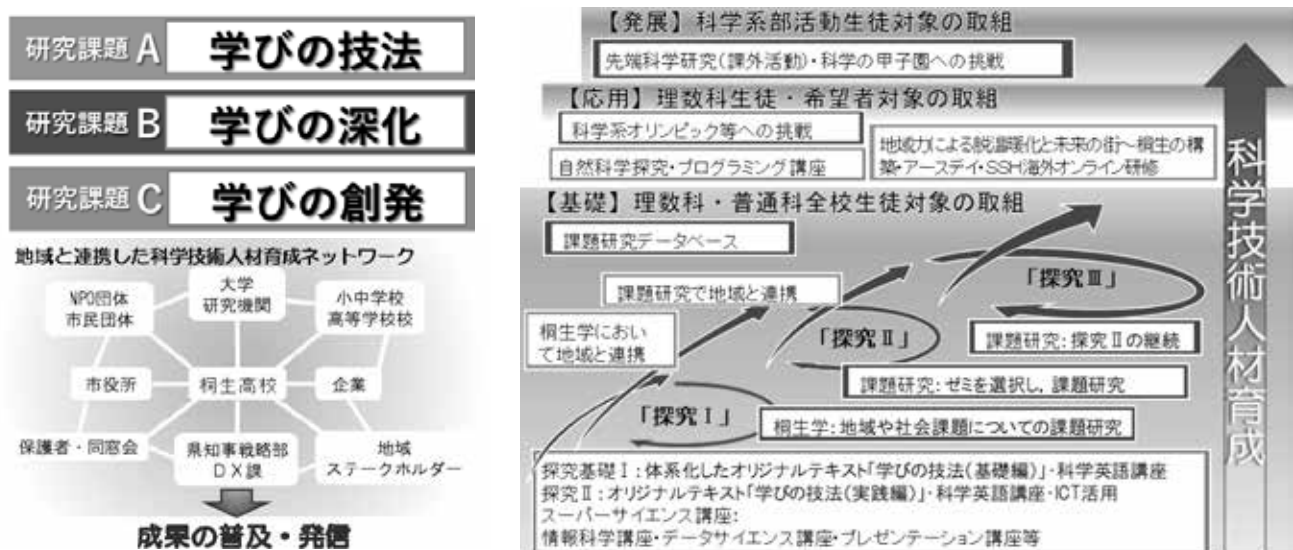 研究課題 A 学びの技法
研究課題 B 学びの深化
研究課題 C 学びの創発
地域と連携した科学技術人材育成ネットワーク
NPO団体
市民団体
大学
研究機関
小中学校
高等学校校
市役所
桐生高校
企業
保護者・同窓会
県知事戦略部
DX課
地域
ステークホルダー
成果の普及・発信
【発展】科学系部活動生徒対象の取組
先端科学研究(課外活動)・科学の甲子園への挑戦
【応用】理数科生徒・希望者対象の取組
科学系オリンピック等への挑戦
自然科学探究・プログラミング講座
地域力による脱温暖化と未来の街〜桐生の構
築・アースデイ・SSH海外オンライン研修
【基礎】理数科・普通科全校生徒対象の取組
課題研究データベース
「探究Ⅲ」
課題研究で地域と連携
課題研究:探究Ⅱの継続
桐生学におい
て地域と連携
「探究Ⅱ」
課題研究:ゼミを選択し,課題研究
「探究Ⅰ」
桐生学:地域や社会課題についての課題研究
探究基礎Ⅰ:体系化したオリジナルテキスト「学びの技法(基礎編)」・科学英語講座
探究Ⅱ:オリジナルテキスト「学びの技法(実践編)」・科学英語講座・ICT活用
スーパーサイエンス講座:
情報科学講座・データサイエンス講座・プレゼンテーション講座等
科学技術人材育成